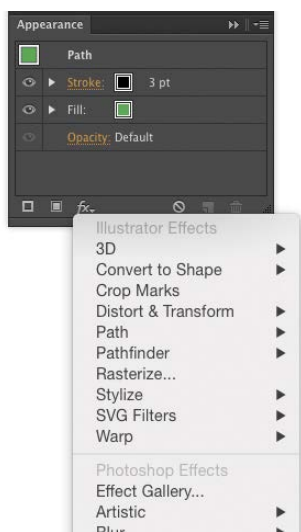 Appearance
Path
Stroke: 3 pt
Fill:
Opacity: Default
fx
Illustrator Effects
3D
Convert to Shape
Crop Marks
Distort & Transform
Path
Pathfinder
Rasterize...
Stylize
SVG Filters
Warp
Photoshop Effects
Effect Gallery...
Artistic
Blur